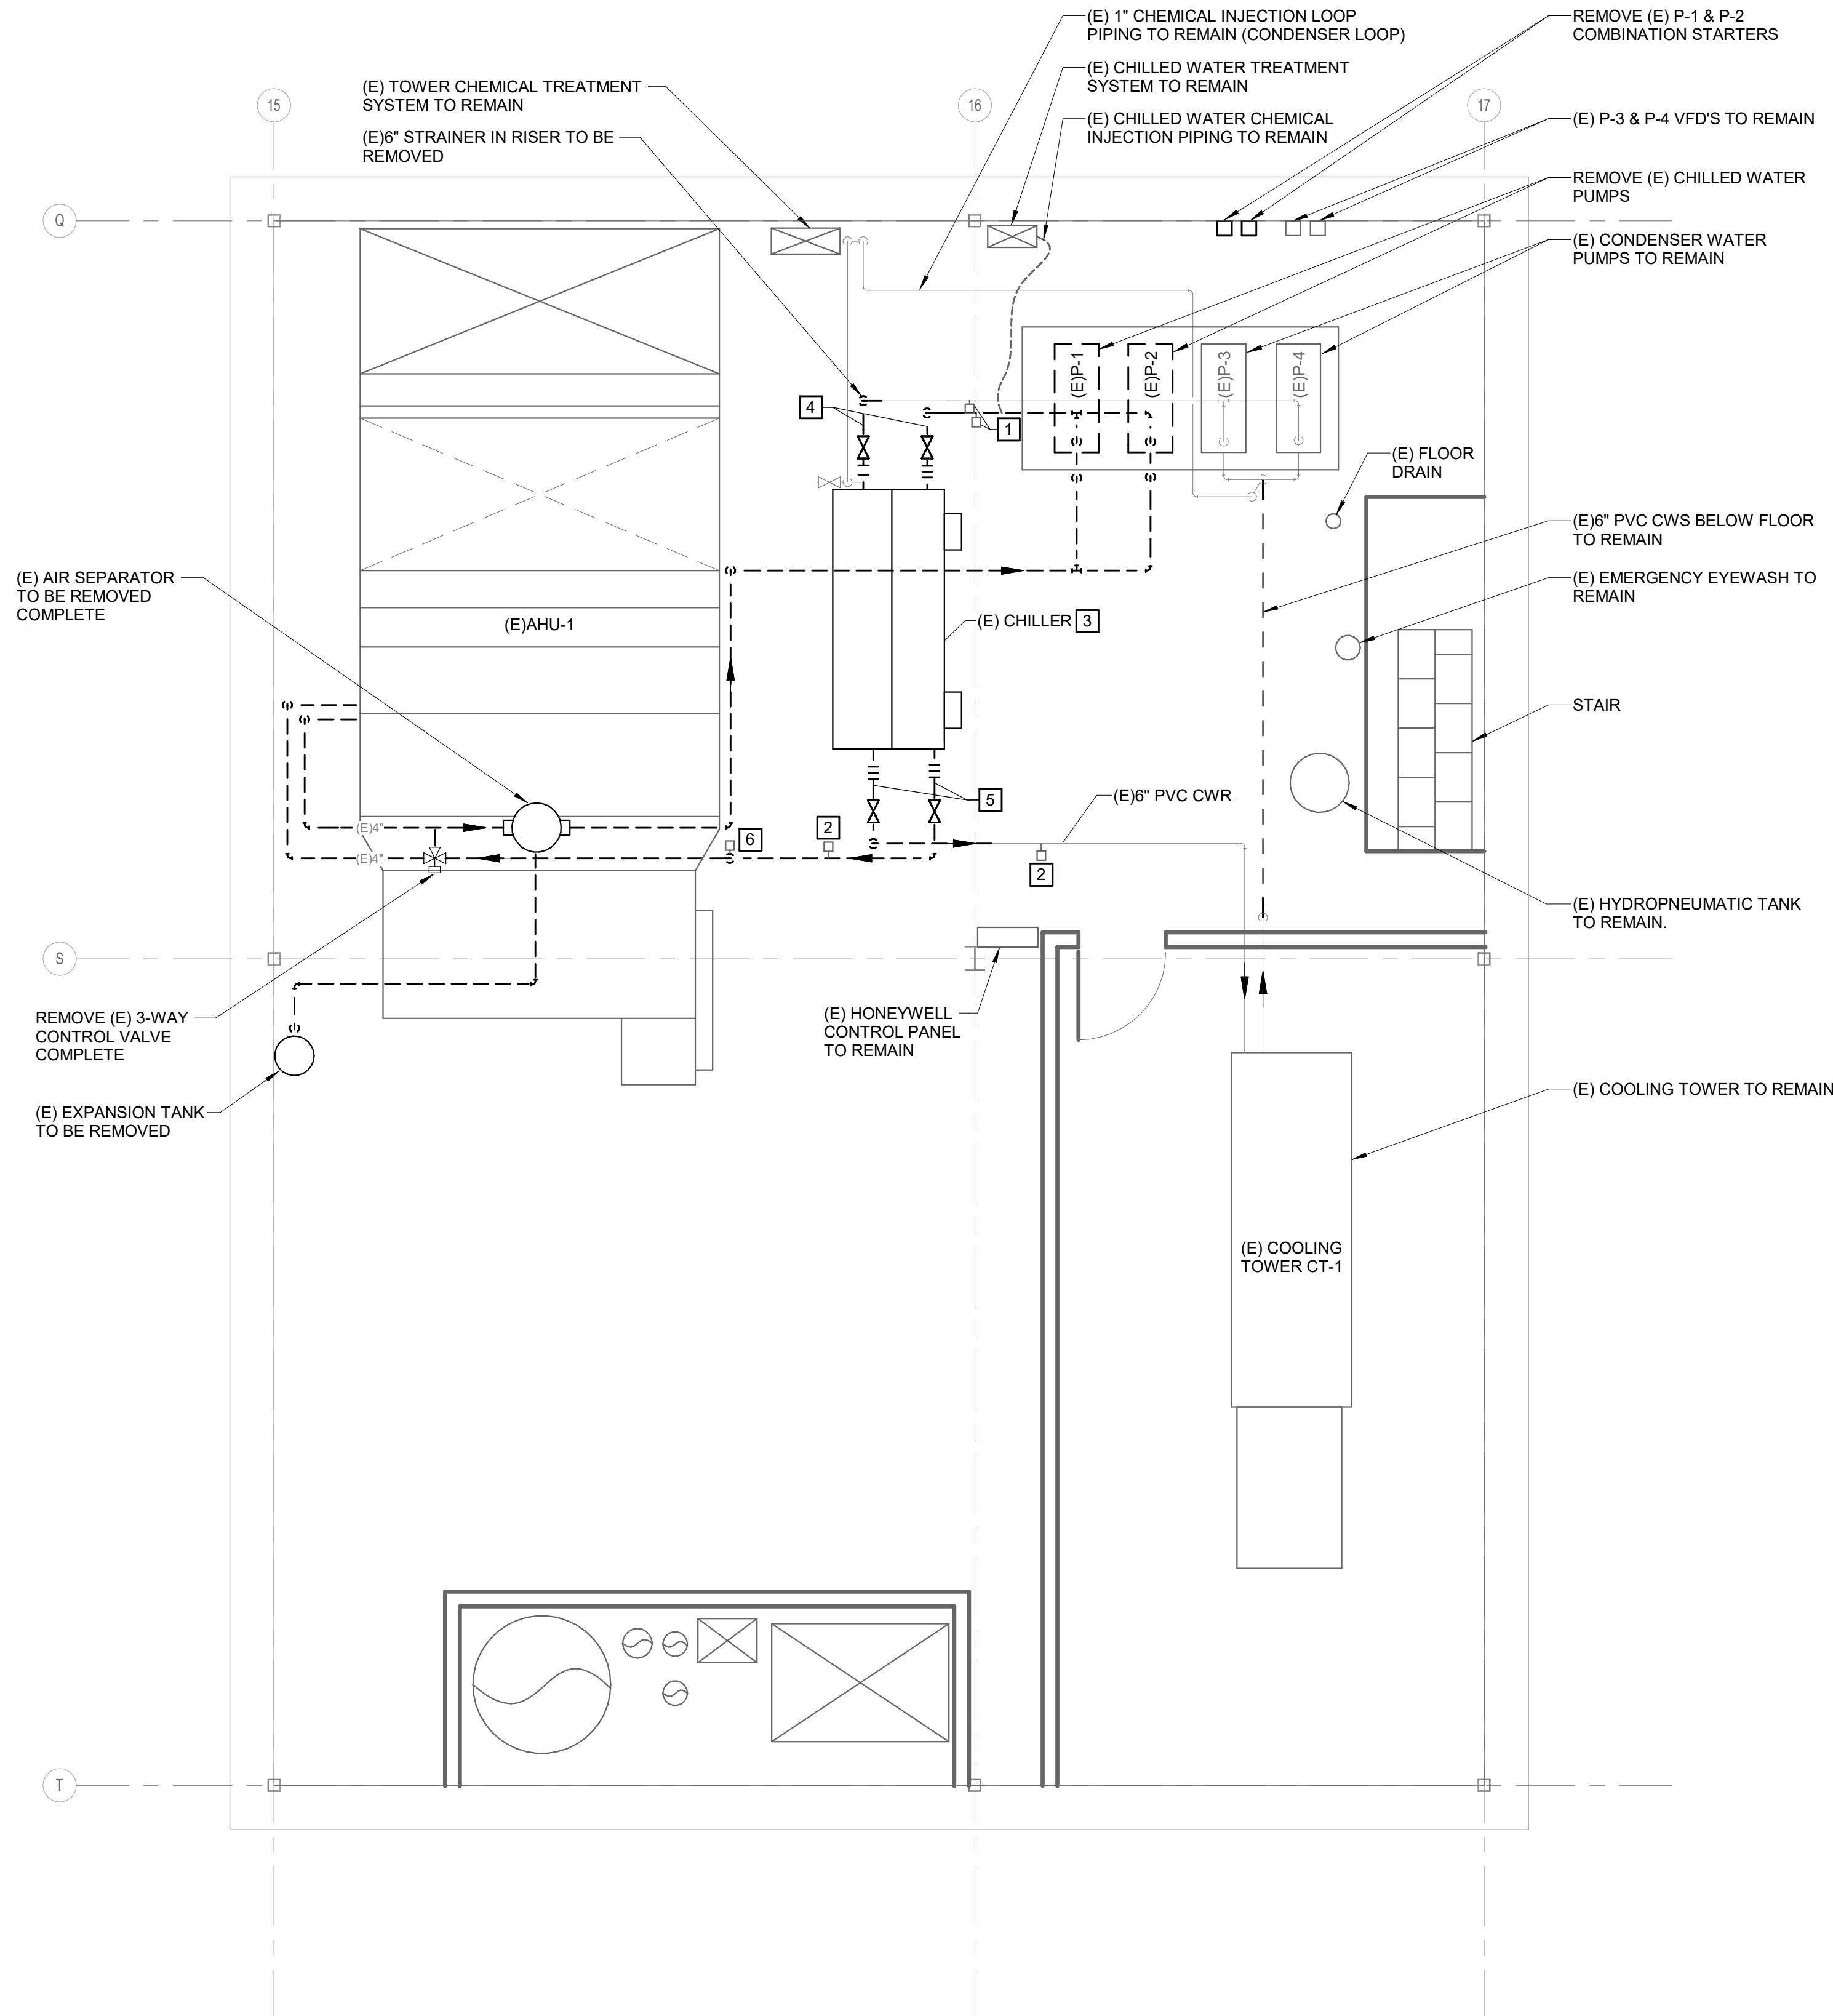 (E) 1" CHEMICAL INJECTION LOOP
PIPING TO REMAIN (CONDENSER LOOP)
REMOVE (E) P-1 & P-2
COMBINATION STARTERS
(E) CHILLED WATER TREATMENT
SYSTEM TO REMAIN
(E) TOWER CHEMICAL TREATMENT
SYSTEM TO REMAIN
15
16
17
(E) CHILLED WATER CHEMICAL
INJECTION PIPING TO REMAIN
(E) P-3 & P-4 VFD'S TO REMAIN
(E)6" STRAINER IN RISER TO BE
REMOVED
REMOVE (E) CHILLED WATER
PUMPS
Q
(E) CONDENSER WATER
PUMPS TO REMAIN
(E)P-1
(E)P-2
(E)P-3
(E)P-4
4
1
(E) FLOOR
DRAIN
(E)6" PVC CWS BELOW FLOOR
TO REMAIN
(E) AIR SEPARATOR
TO BE REMOVED
COMPLETE
(E) EMERGENCY EYEWASH TO
REMAIN
(E)AHU-1
(E) CHILLER
3
STAIR
(E)6" PVC CWR
5
(E)4"
2
6
(E)4"
2
(E) HYDROPNEUMATIC TANK
TO REMAIN.
S
REMOVE (E) 3-WAY
CONTROL VALVE
COMPLETE
(E) HONEYWELL
CONTROL PANEL
TO REMAIN
(E) COOLING TOWER TO REMAIN
(E) EXPANSION TANK
TO BE REMOVED
(E) COOLING
TOWER CT-1
T